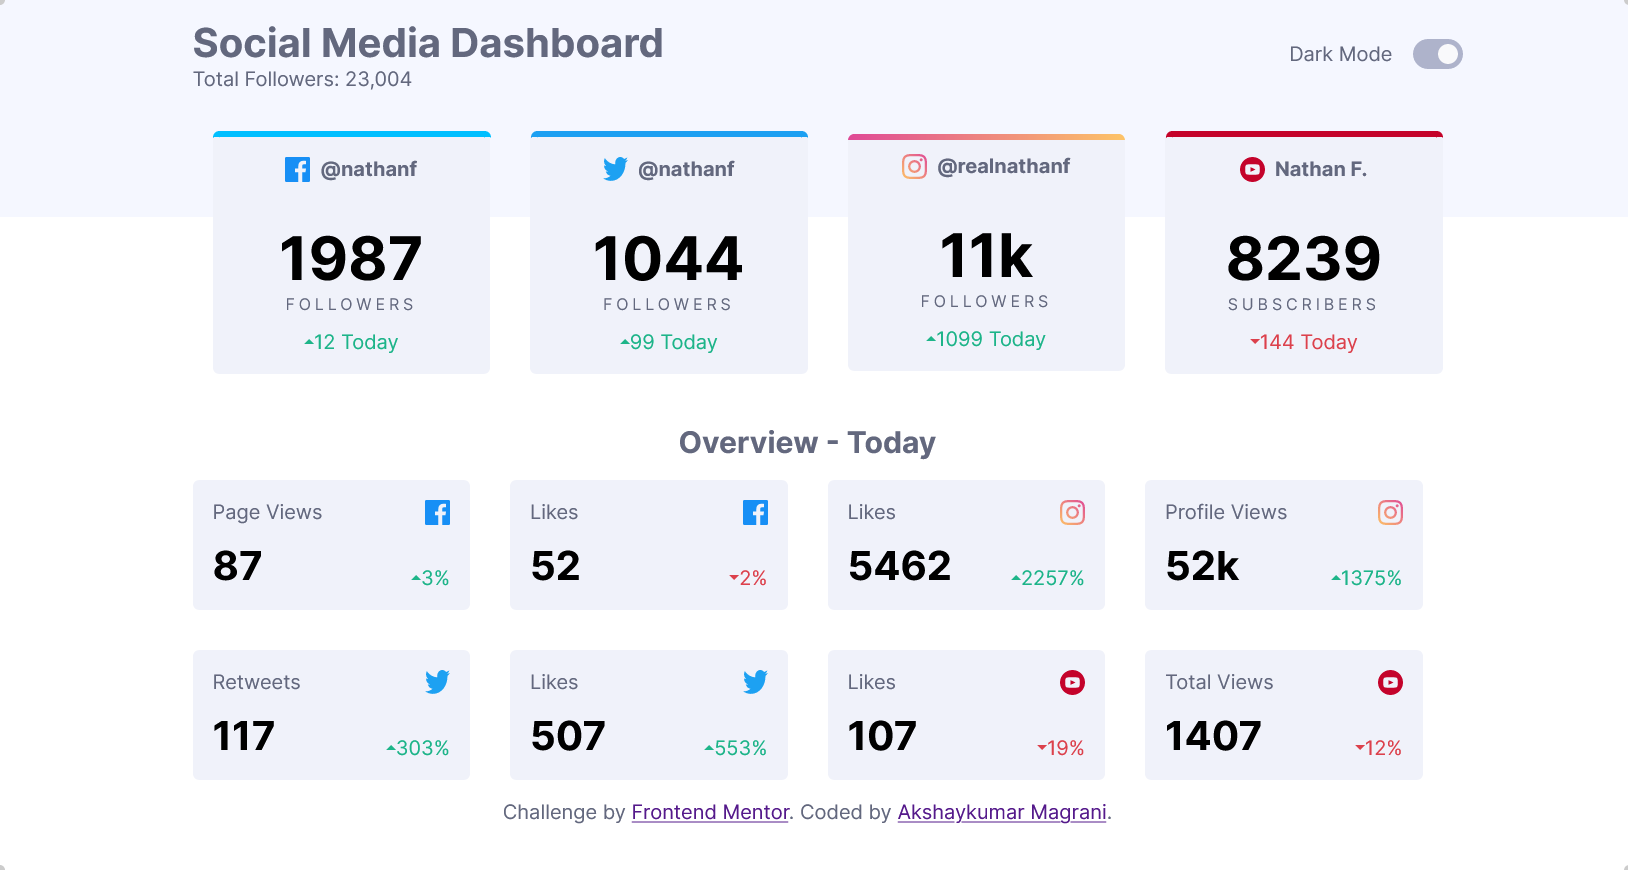 Social Media Dashboard
Total Followers: 23,004
Dark Mode
@nathanf
1987
FOLLOWERS
12 Today
@nathanf
1044
FOLLOWERS
99 Today
@realnathanf
11k
FOLLOWERS
1099 Today
Nathan F.
8239
SUBSCRIBERS
144 Today
Overview - Today
Page Views
87
3%
Likes
52
2%
Likes
5462
2257%
Profile Views
52k
1375%
Retweets
117
303%
Likes
507
553%
Likes
107
19%
Total Views
1407
12%
Challenge by Frontend Mentor. Coded by Akshaykumar Magrani.